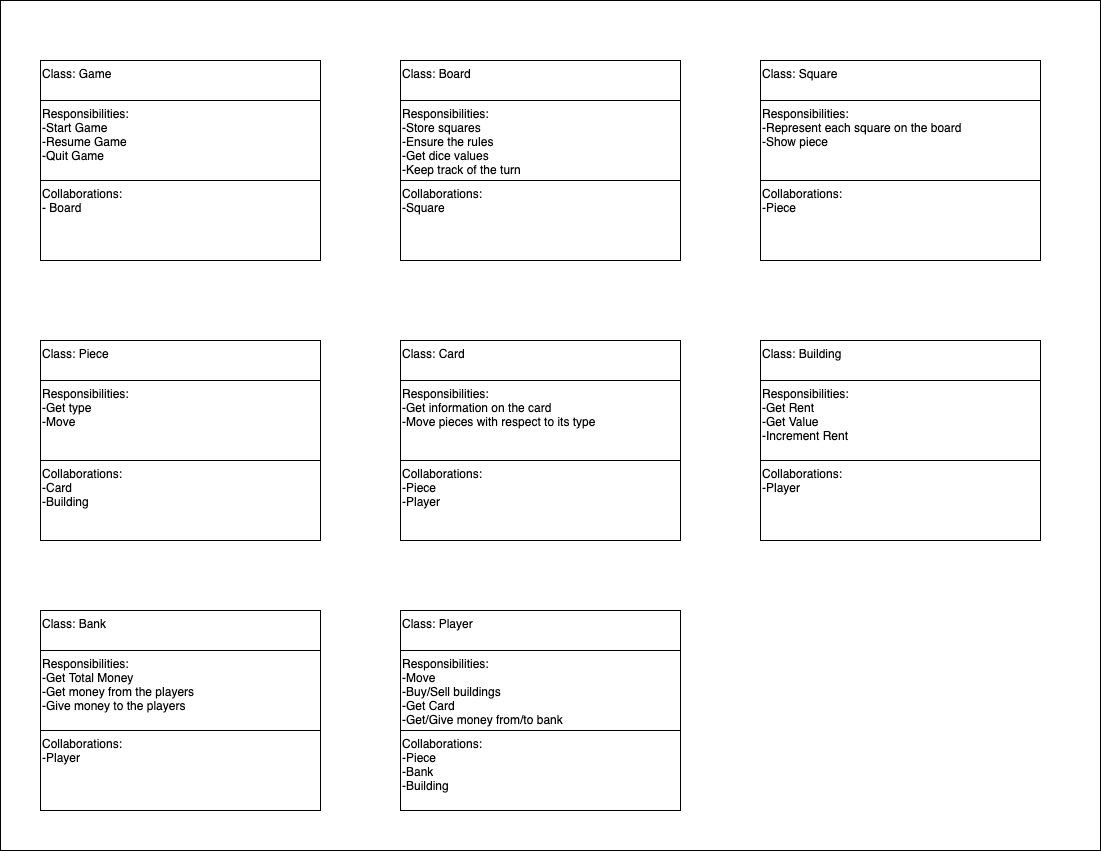 Class: Game
Responsibilities:
-Start Game
-Resume Game
-Quit Game
Collaborations:
- Board
Class: Board
Responsibilities:
-Store squares
-Ensure the rules
-Get dice values
-Keep track of the turn
Collaborations:
-Square
Class: Square
Responsibilities:
-Represent each square on the board
-Show piece
Collaborations:
-Piece
Class: Piece
Responsibilities:
-Get type
-Move
Collaborations:
-Card
-Building
Class: Card
Responsibilities:
-Get information on the card
-Move pieces with respect to its type
Collaborations:
-Piece
-Player
Class: Building
Responsibilities:
-Get Rent
-Get Value
-Increment Rent
Collaborations:
-Player
Class: Bank
Responsibilities:
-Get Total Money
-Get money from the players
-Give money to the players
Collaborations:
-Player
Class: Player
Responsibilities:
-Move
-Buy/Sell buildings
-Get Card
-Get/Give money from/to bank
Collaborations:
-Piece
-Bank
-Building